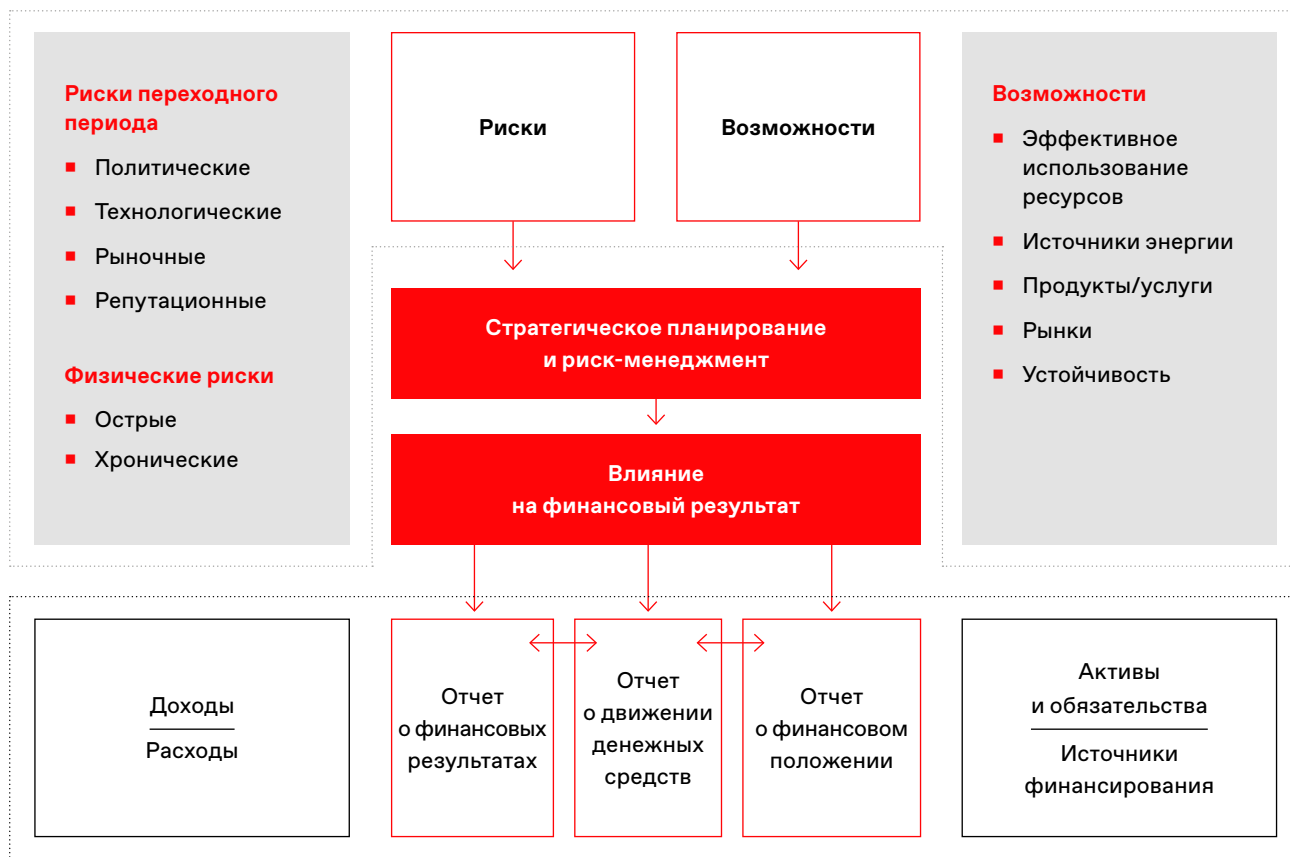 Риски переходного
периода
Политические
Технологические
Рыночные
Репутационные
Физические риски
Острые
Хронические
Риски
Возможности
Возможности
Эффективное
использование
ресурсов
Источники энергии
Продукты/услуги
Рынки
Устойчивость
Стратегическое планирование
и риск-менеджмент
Влияние
на финансовый результат
Доходы
Расходы
Отчет
о финансовых
результатах
Отчет
о движении
денежных
средств
Отчет
о финансовом
положении
Активы
и обязательства
Источники
финансирования